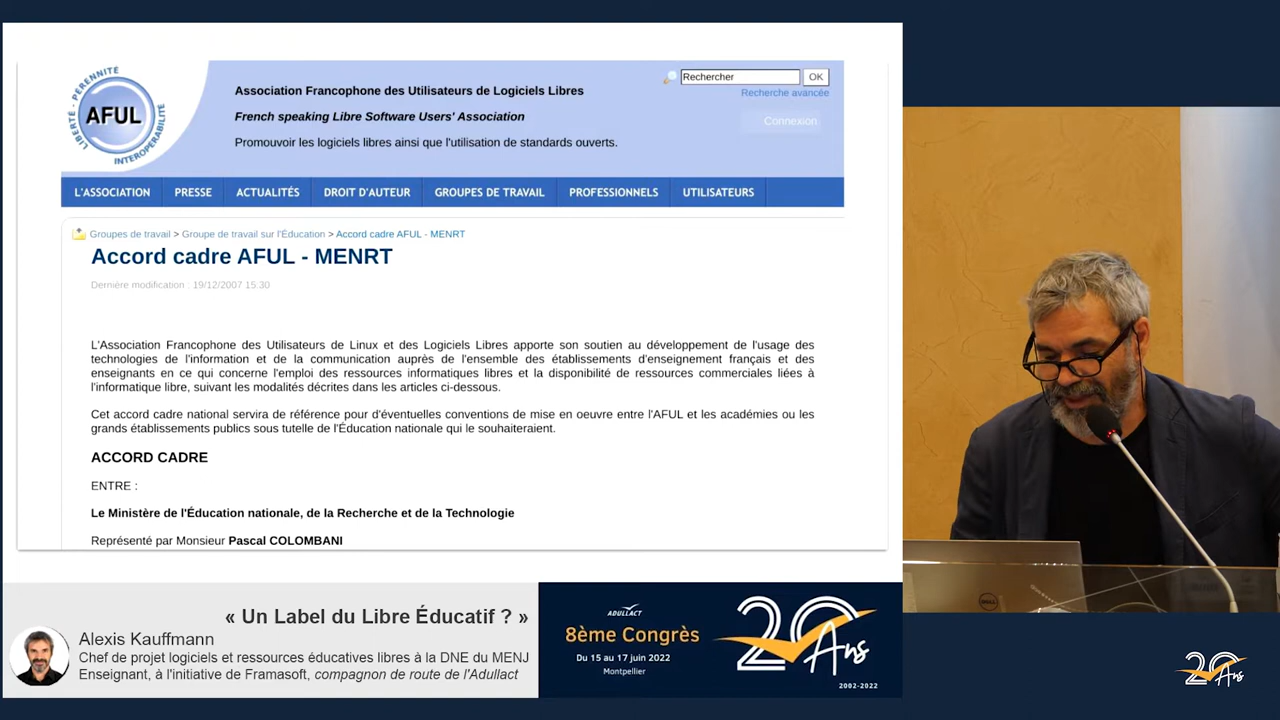 LIBERTÉ - PÉRENNITÉ
AFUL
INTEROPÉRABILITÉ
Association Francophone des Utilisateurs de Logiciels Libres
French speaking Libre Software Users' Association
Promouvoir les logiciels libres ainsi que l'utilisation de standards ouverts.
Rechercher OK
Recherche avancée
Connexion
L'ASSOCIATION PRESSE ACTUALITÉS DROIT D'AUTEUR GROUPES DE TRAVAIL PROFESSIONNELS UTILISATEURS
Groupes de travail > Groupe de travail sur l'Éducation > Accord cadre AFUL - MENRT
Accord cadre AFUL - MENRT
Dernière modification : 19/12/2007 15:30
L'Association Francophone des Utilisateurs de Linux et des Logiciels Libres apporte son soutien au développement de l'usage des
technologies de l'information et de la communication auprès de l'ensemble des établissements d'enseignement français et des
enseignants en ce qui concerne l'emploi des ressources informatiques libres et la disponibilité de ressources commerciales liées à
l'informatique libre, suivant les modalités décrites dans les articles ci-dessous.
Cet accord cadre national servira de référence pour d'éventuelles conventions de mise en oeuvre entre l'AFUL et les académies ou les
grands établissements publics sous tutelle de l'Éducation nationale qui le souhaiteraient.
ACCORD CADRE
ENTRE :
Le Ministère de l'Éducation nationale, de la Recherche et de la Technologie
Représenté par Monsieur Pascal COLOMBANI
« Un Label du Libre Éducatif ? »
Alexis Kauffmann
Chef de projet logiciels et ressources éducatives libres à la DNE du MENJ
Enseignant, à l'initiative de Framasoft, compagnon de route de l'Adullact
ADULLACT
8ème Congrès
Du 15 au 17 juin 2022
Montpellier
20 Ans
2002-2022
DELL
20 Ans